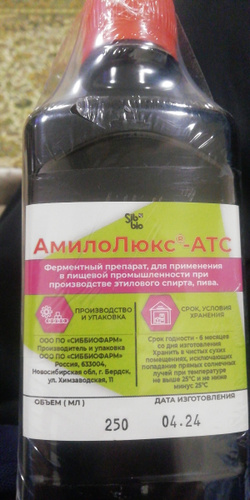 Sib
bio
АмилоЛюкс®-АТС
Ферментный препарат, для применения
в пищевой промышленности при
производстве этилового спирта, пива.
ПРОИЗВОДСТВО
И УПАКОВКА
ООО ПО «СИББИОФАРМ»
Производитель и упаковка
ООО ПО «СИББИОФАРМ»
Россия, 633004,
Новосибирская обл., г. Бердск,
ул. Химзаводская, 11
СРОК, УСЛОВИЯ
ХРАНЕНИЯ
Срок годности - 6 месяцев
со дня изготовления
Хранить в чистых сухих
помещениях, исключающих
попадание прямых солнечных
лучей при температуре
не выше 25°С и не ниже
минус 25°С
ОБЪЕМ ( МЛ )
250
ДАТА ИЗГОТОВЛЕНИЯ
04.24